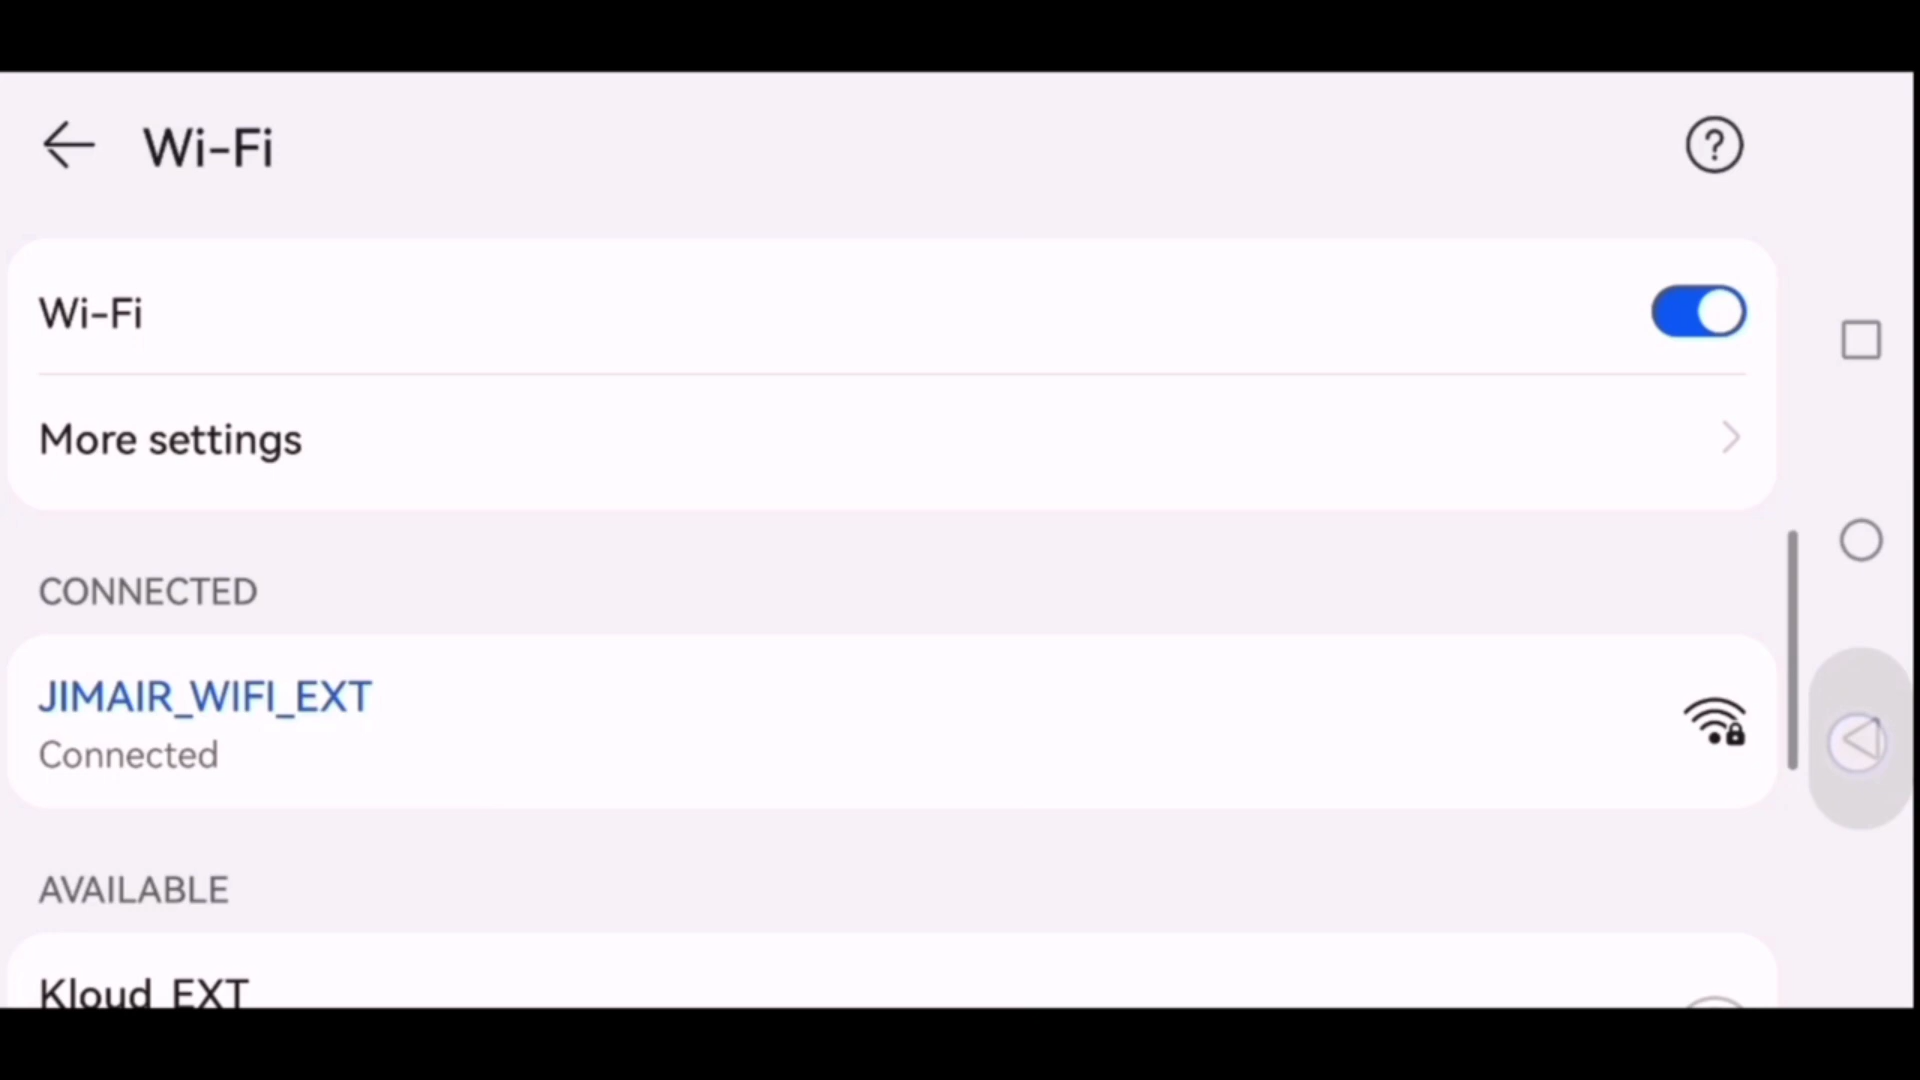 Wi-Fi
Wi-Fi
More settings
CONNECTED
JIMAIR_WIFI_EXT
Connected
AVAILABLE
Kloud_EXT